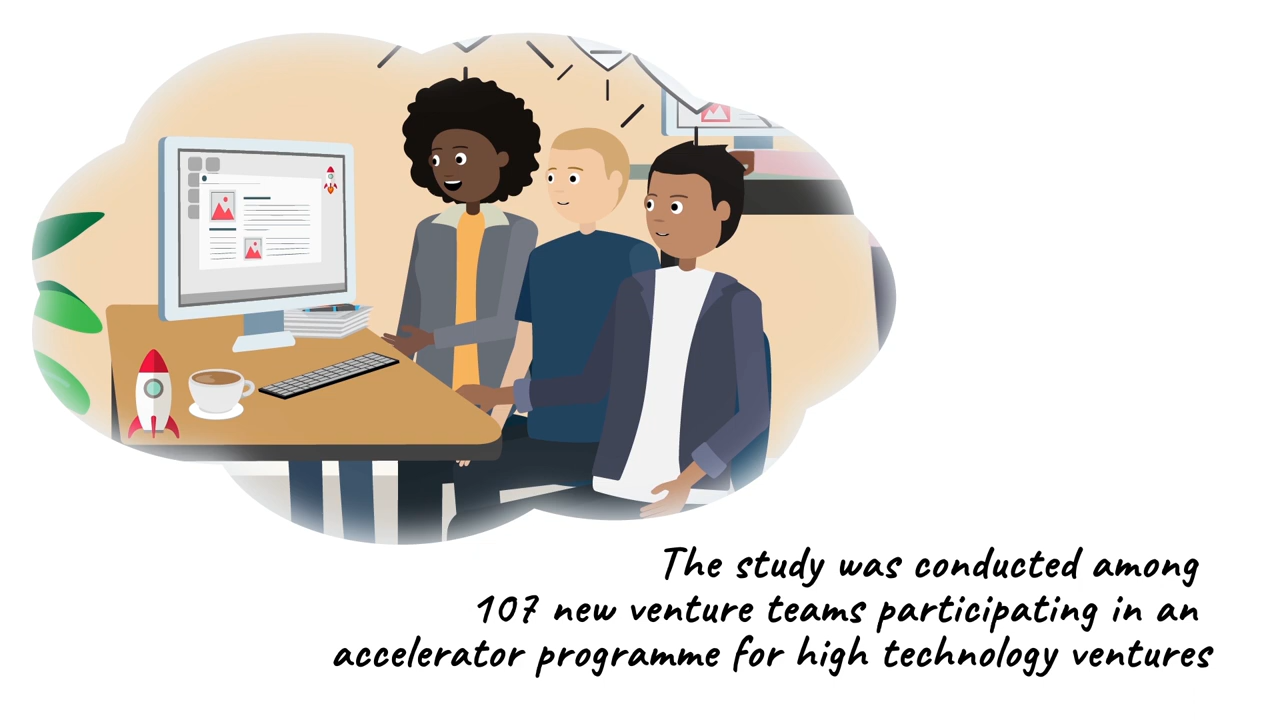 The study was conducted among
107 new venture teams participating in an
accelerator programme for high technology ventures